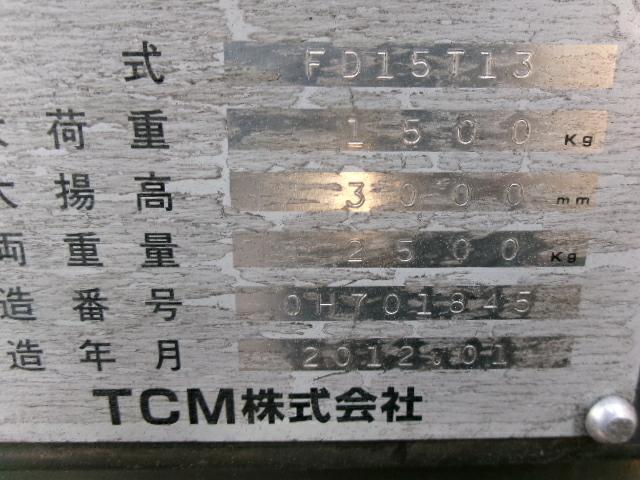 式 FD15T13
荷重 1500 Kg
揚高 3000 mm
両重量 2500 Kg
造番号 0H701845
造年月 2012.01
TCM株式会社